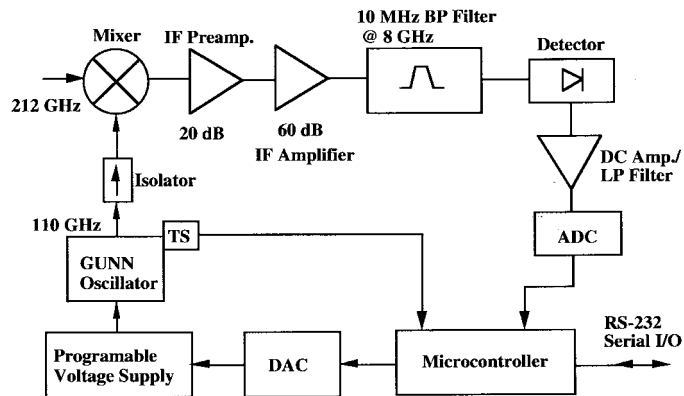 Mixer
IF Preamp.
10 MHz BP Filter
@ 8 GHz
Detector
212 GHz
20 dB
60 dB
IF Amplifier
Isolator
DC Amp./
LP Filter
110 GHz
TS
ADC
GUNN
Oscillator
RS-232
Serial I/O
Programable
Voltage Supply
DAC
Microcontroller